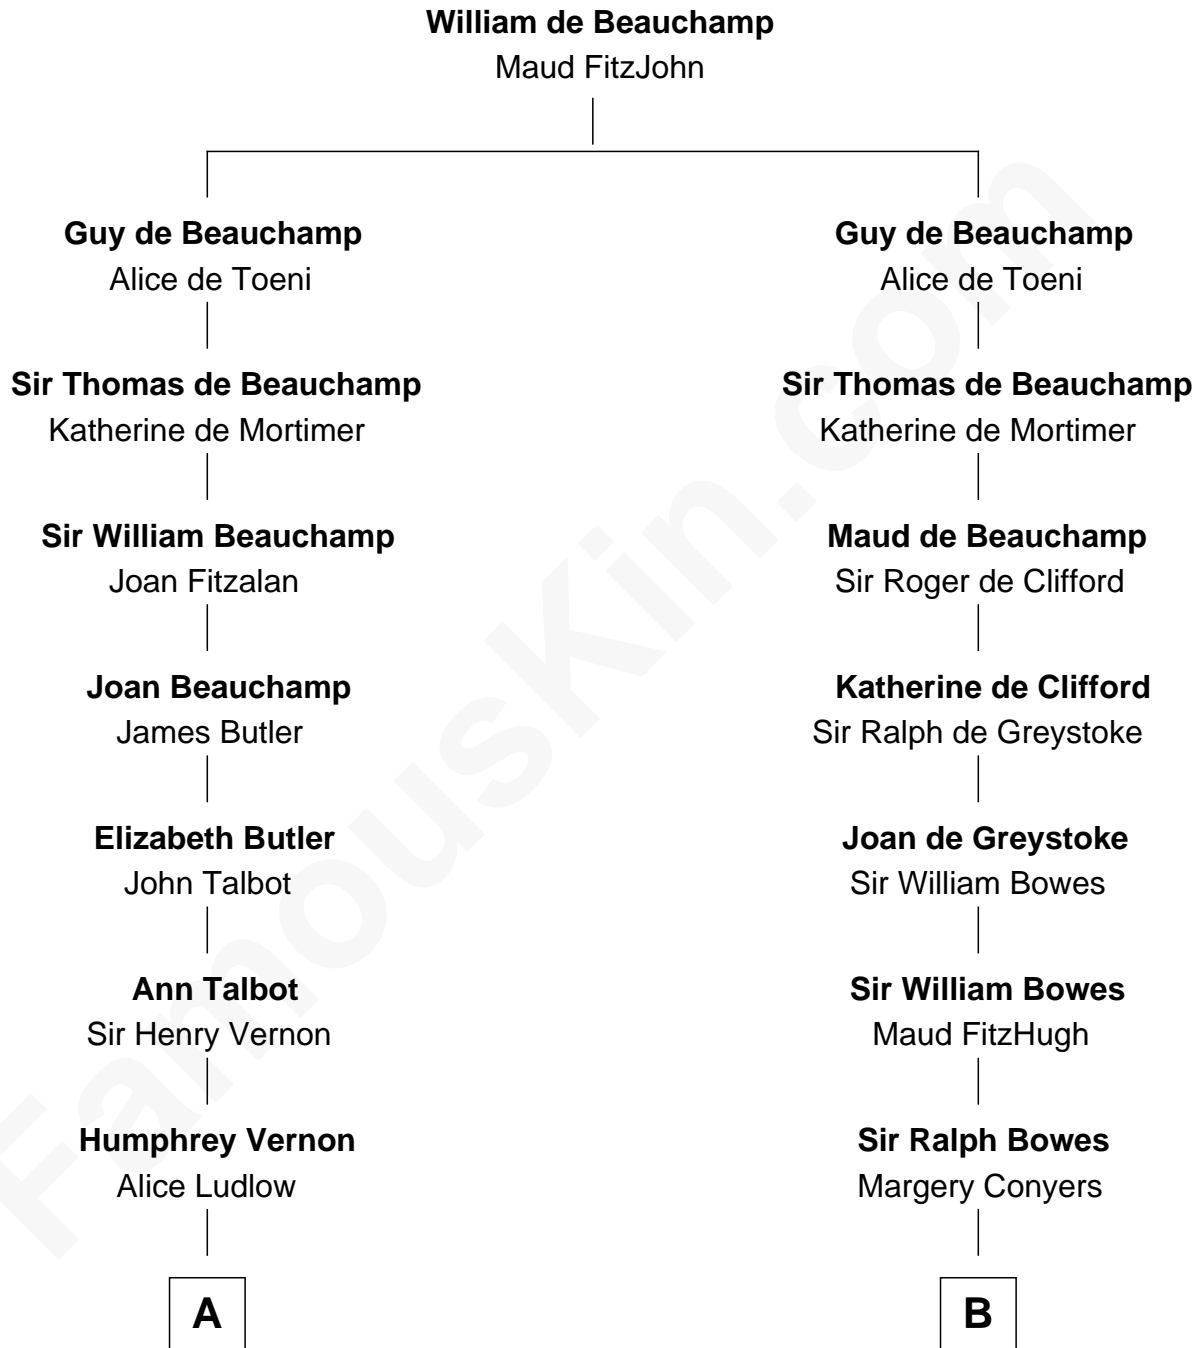 William de Beauchamp
Maud FitzJohn
Guy de Beauchamp
Alice de Toeni
Sir Thomas de Beauchamp
Katherine de Mortimer
Sir William Beauchamp
Joan Fitzalan
Joan Beauchamp
James Butler
Elizabeth Butler
John Talbot
Ann Talbot
Sir Henry Vernon
Humphrey Vernon
Alice Ludlow
A
Guy de Beauchamp
Alice de Toeni
Sir Thomas de Beauchamp
Katherine de Mortimer
Maud de Beauchamp
Sir Roger de Clifford
Katherine de Clifford
Sir Ralph de Greystoke
Joan de Greystoke
Sir William Bowes
Sir William Bowes
Maud FitzHugh
Sir Ralph Bowes
Margery Conyers
B
FamousKin.com